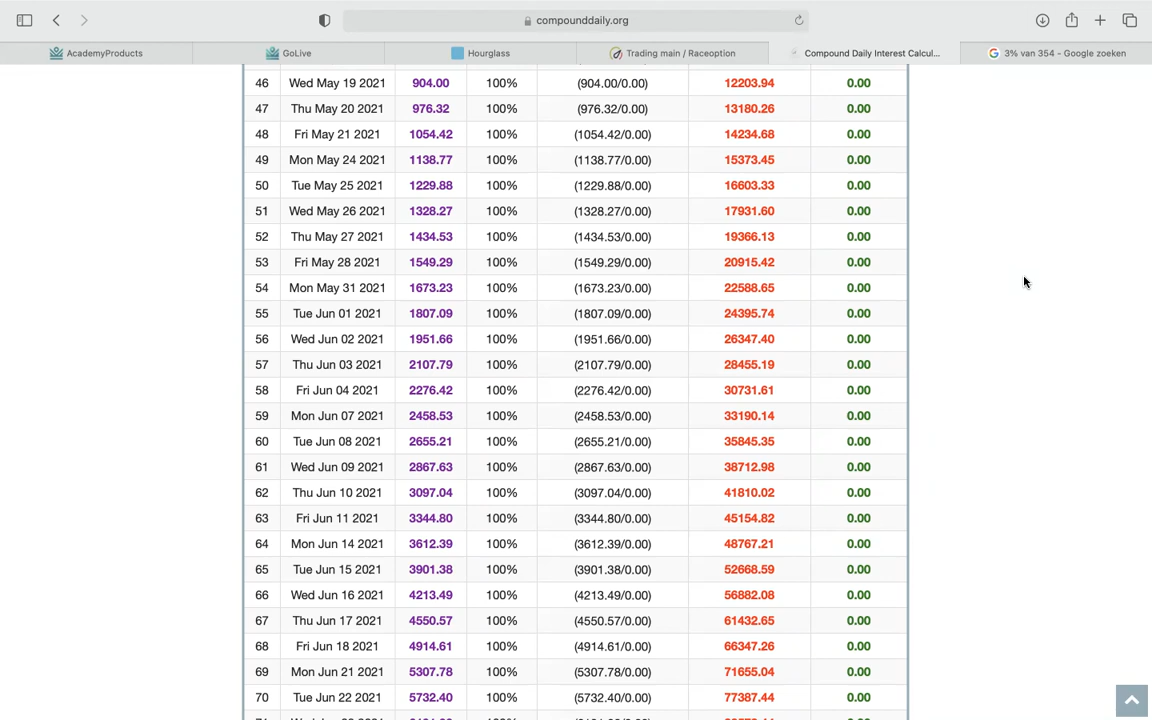 compounddaily.org
AcademyProducts GoLive Hourglass Trading main / Raceoption Compound Daily Interest Calcul... 3% van 354 - Google zoeken
46 Wed May 19 2021 904.00 100% (904.00/0.00) 12203.94 0.00
47 Thu May 20 2021 976.32 100% (976.32/0.00) 13180.26 0.00
48 Fri May 21 2021 1054.42 100% (1054.42/0.00) 14234.68 0.00
49 Mon May 24 2021 1138.77 100% (1138.77/0.00) 15373.45 0.00
50 Tue May 25 2021 1229.88 100% (1229.88/0.00) 16603.33 0.00
51 Wed May 26 2021 1328.27 100% (1328.27/0.00) 17931.60 0.00
52 Thu May 27 2021 1434.53 100% (1434.53/0.00) 19366.13 0.00
53 Fri May 28 2021 1549.29 100% (1549.29/0.00) 20915.42 0.00
54 Mon May 31 2021 1673.23 100% (1673.23/0.00) 22588.65 0.00
55 Tue Jun 01 2021 1807.09 100% (1807.09/0.00) 24395.74 0.00
56 Wed Jun 02 2021 1951.66 100% (1951.66/0.00) 26347.40 0.00
57 Thu Jun 03 2021 2107.79 100% (2107.79/0.00) 28455.19 0.00
58 Fri Jun 04 2021 2276.42 100% (2276.42/0.00) 30731.61 0.00
59 Mon Jun 07 2021 2458.53 100% (2458.53/0.00) 33190.14 0.00
60 Tue Jun 08 2021 2655.21 100% (2655.21/0.00) 35845.35 0.00
61 Wed Jun 09 2021 2867.63 100% (2867.63/0.00) 38712.98 0.00
62 Thu Jun 10 2021 3097.04 100% (3097.04/0.00) 41810.02 0.00
63 Fri Jun 11 2021 3344.80 100% (3344.80/0.00) 45154.82 0.00
64 Mon Jun 14 2021 3612.39 100% (3612.39/0.00) 48767.21 0.00
65 Tue Jun 15 2021 3901.38 100% (3901.38/0.00) 52668.59 0.00
66 Wed Jun 16 2021 4213.49 100% (4213.49/0.00) 56882.08 0.00
67 Thu Jun 17 2021 4550.57 100% (4550.57/0.00) 61432.65 0.00
68 Fri Jun 18 2021 4914.61 100% (4914.61/0.00) 66347.26 0.00
69 Mon Jun 21 2021 5307.78 100% (5307.78/0.00) 71655.04 0.00
70 Tue Jun 22 2021 5732.40 100% (5732.40/0.00) 77387.44 0.00